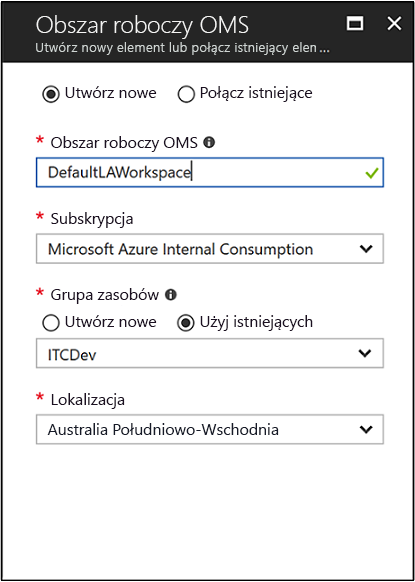 Obszar roboczy OMS
Utwórz nowy element lub połącz istniejący elen ...
Utwórz nowe Połącz istniejące
* Obszar roboczy OMS
DefaultLAWorkspace
* Subskrypcja
Microsoft Azure Internal Consumption
* Grupa zasobów
Utwórz nowe Użyj istniejących
ITCDev
* Lokalizacja
Australia Południowo-Wschodnia